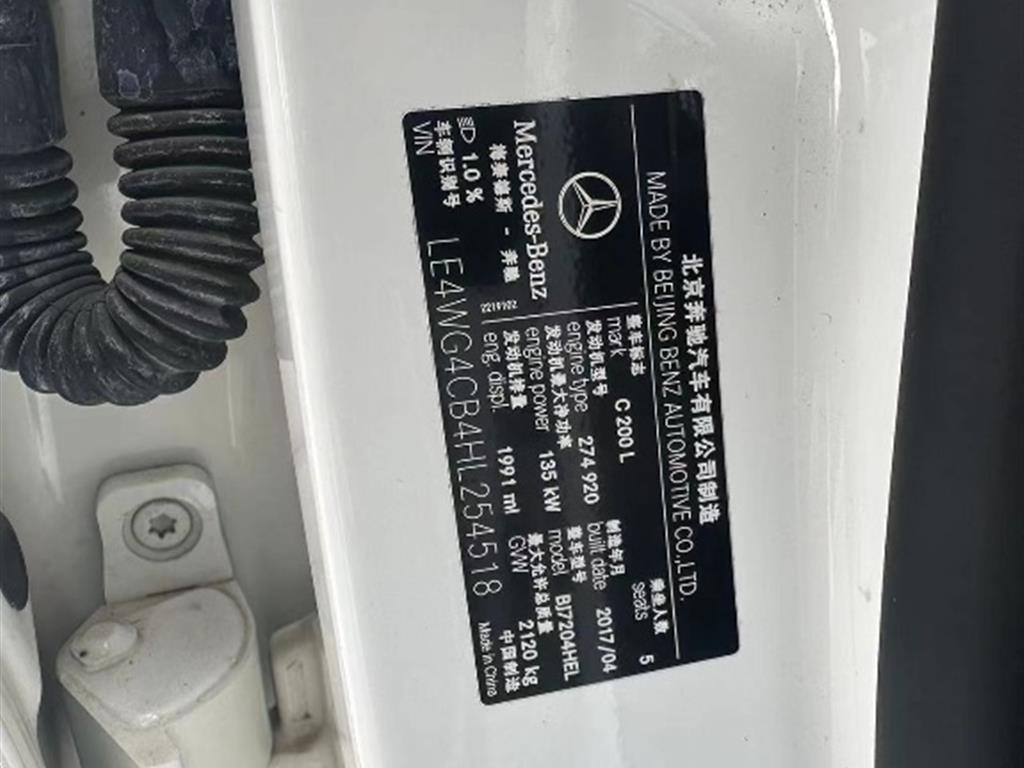 北京奔驰汽车有限公司制造
MADE BY BEIJING BENZ AUTOMOTIVE CO.,LTD.
整车标志 mark C 200 L 乘坐人数 seats 5
发动机型号 engine type 274 920 制造年月 built date 2017/04
Mercedes-Benz 发动机最大净功率 engine power 135 kW 整车型号 model BJ7204HEL
梅赛德斯 - 奔驰
1.0 % 发动机排量 eng. displ. 1991 ml 最大允许总质量 GVW 2120 kg
车辆识别号 VIN LE4WG4CB4HL254518 中国制造 Made in China